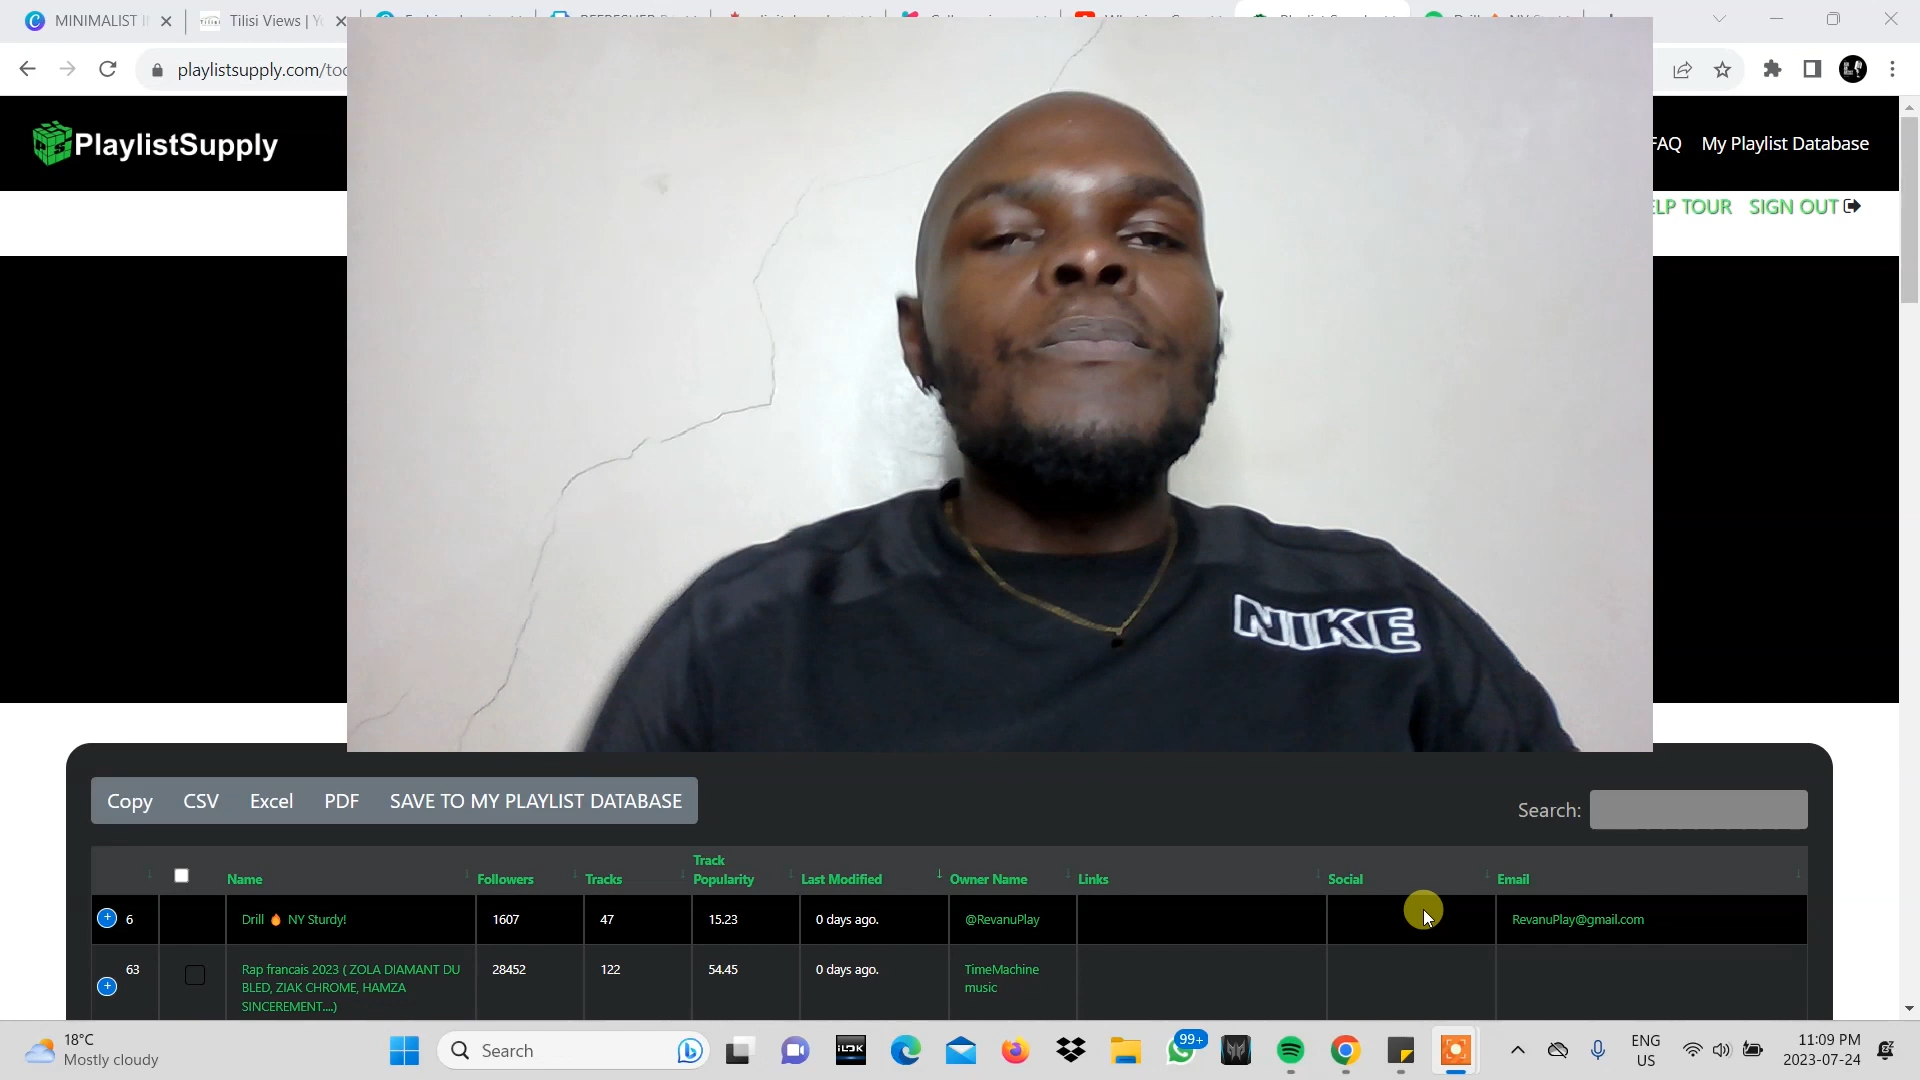 MINIMALIST I
Tilisi Views | Y
playlistsupply.com/too
PlaylistSupply
FAQ My Playlist Database
ELP TOUR SIGN OUT
NIKE
Copy CSV Excel PDF SAVE TO MY PLAYLIST DATABASE
Search:
Name Followers Tracks Track Popularity Last Modified Owner Name Links Social Email
6 Drill 🔥 NY Sturdy! 1607 47 15.23 0 days ago. @RevanuPlay RevanuPlay@gmail.com
63 Rap francais 2023 ( ZOLA DIAMANT DU 28452 122 54.45 0 days ago. TimeMachine
BLED, ZIAK CHROME, HAMZA music
SINCEREMENT....)
18°C
Mostly cloudy
Search
iLOK
99+
ENG
US
11:09 PM
2023-07-24